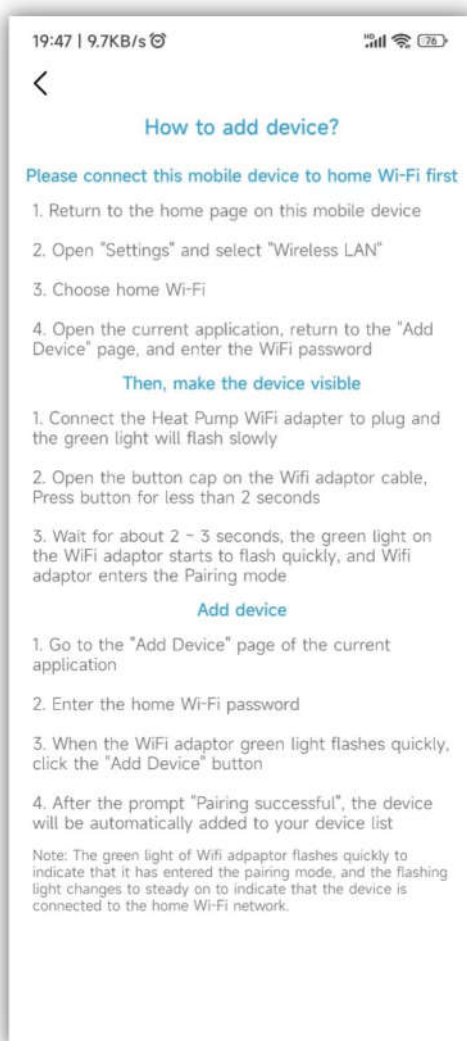 19:47 | 9.7KB/s
HD
76
How to add device?
Please connect this mobile device to home Wi-Fi first
1. Return to the home page on this mobile device
2. Open "Settings" and select "Wireless LAN"
3. Choose home Wi-Fi
4. Open the current application, return to the "Add
Device" page, and enter the WiFi password
Then, make the device visible
1. Connect the Heat Pump WiFi adapter to plug and
the green light will flash slowly
2. Open the button cap on the Wifi adaptor cable,
Press button for less than 2 seconds
3. Wait for about 2 ~ 3 seconds, the green light on
the WiFi adaptor starts to flash quickly, and Wifi
adaptor enters the Pairing mode
Add device
1. Go to the "Add Device" page of the current
application
2. Enter the home Wi-Fi password
3. When the WiFi adaptor green light flashes quickly,
click the "Add Device" button
4. After the prompt "Pairing successful", the device
will be automatically added to your device list
Note: The green light of Wifi adpaptor flashes quickly to
indicate that it has entered the pairing mode, and the flashing
light changes to steady on to indicate that the device is
connected to the home Wi-Fi network.